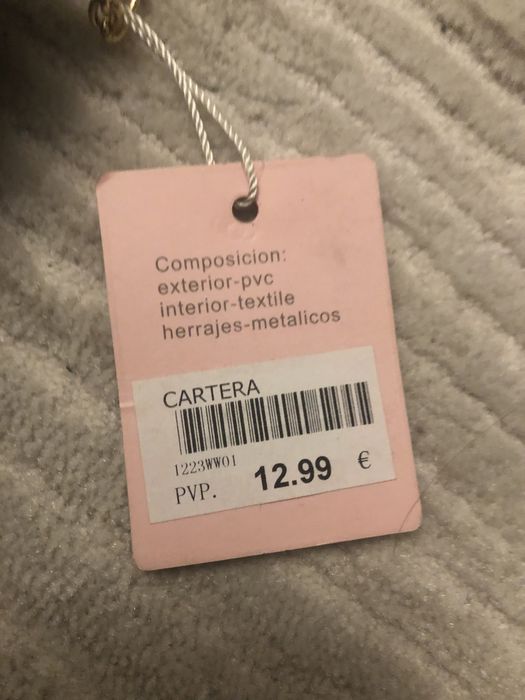 Composicion:
exterior-pvc
interior-textile
herrajes-metalicos
CARTERA
1223WW01
PVP. 12.99 €